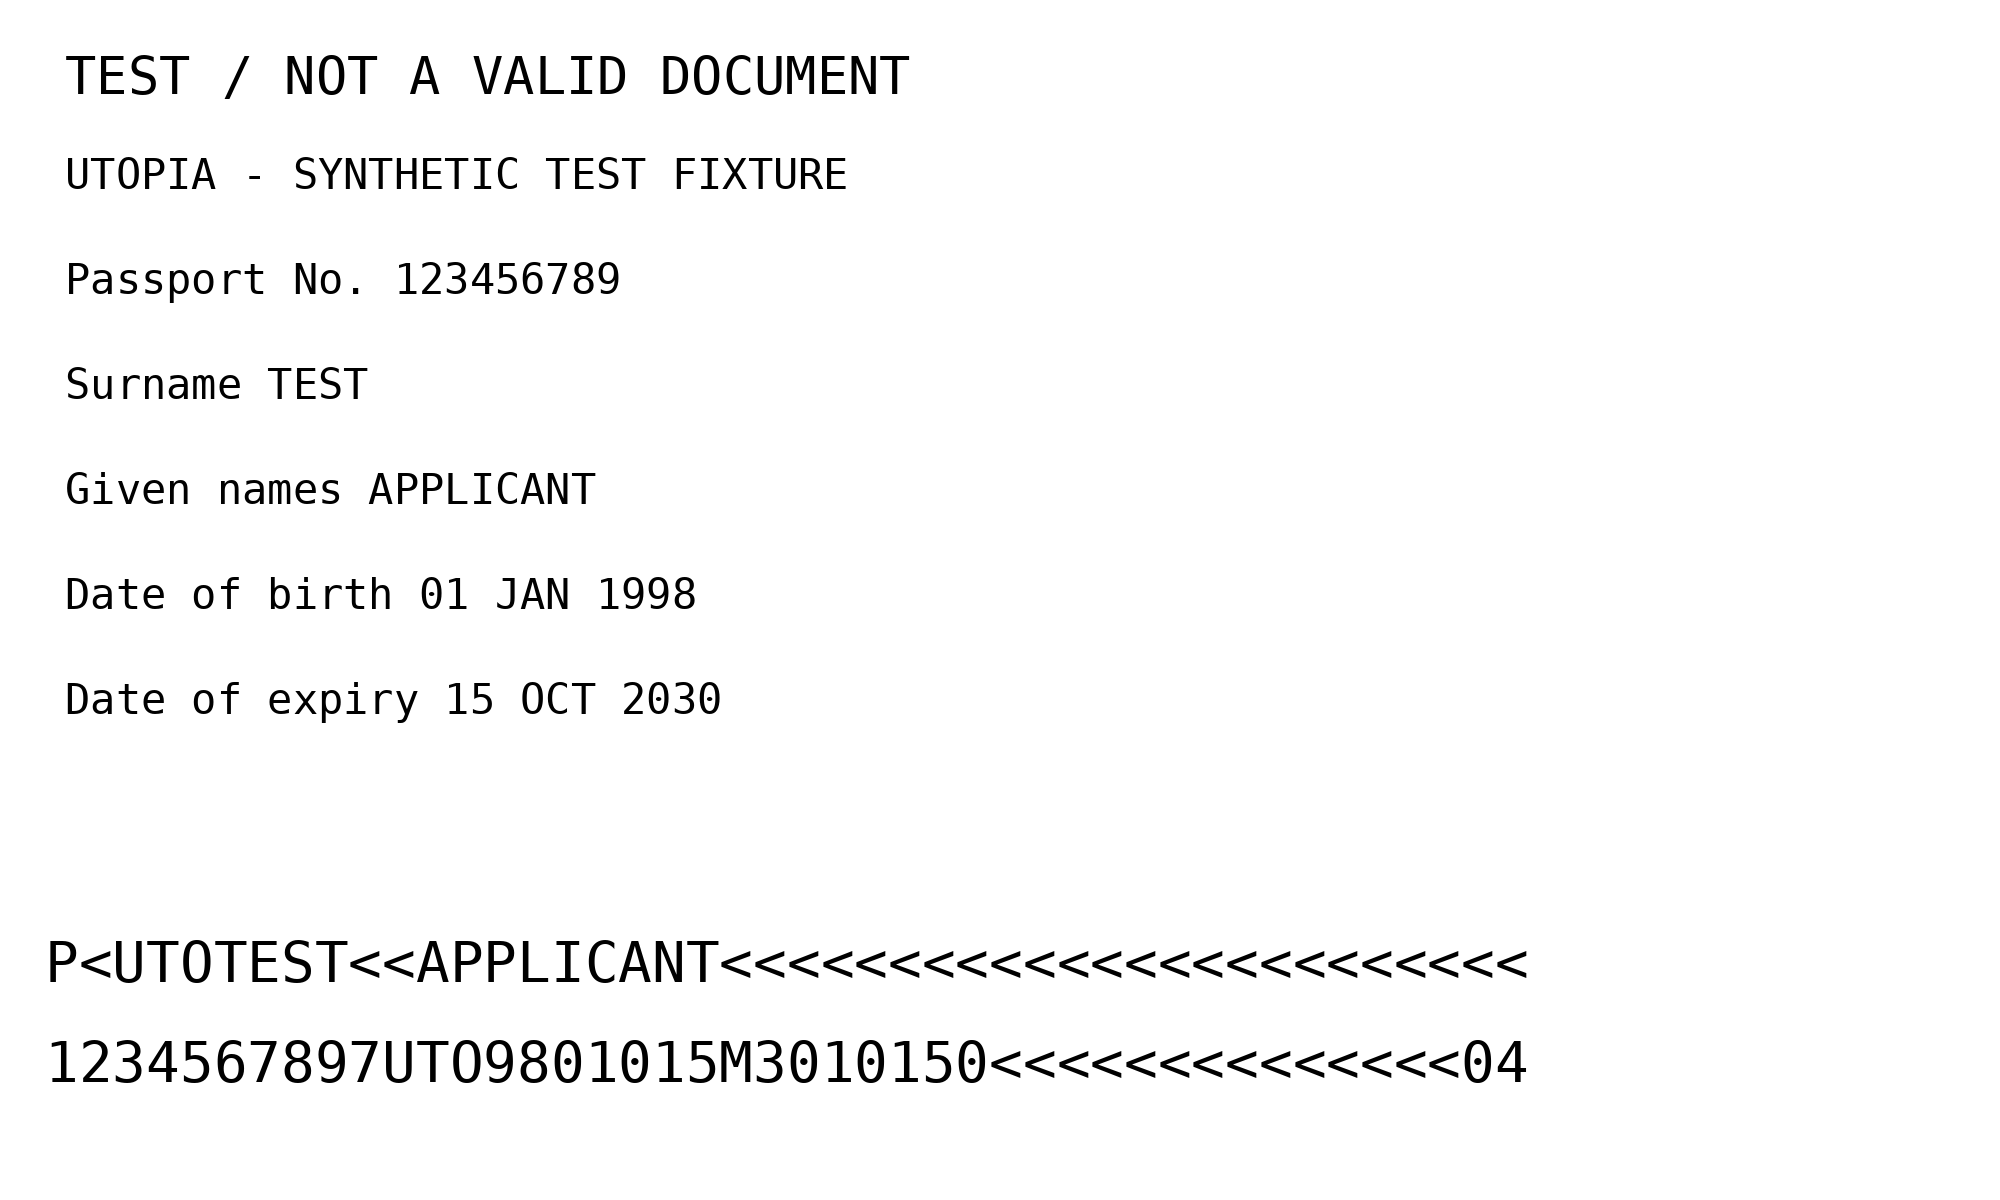 TEST / NOT A VALID DOCUMENT
UTOPIA - SYNTHETIC TEST FIXTURE
Passport No. 123456789
Surname TEST
Given names APPLICANT
Date of birth 01 JAN 1998
Date of expiry 15 OCT 2030
P<UTOTEST<<APPLICANT<<<<<<<<<<<<<<<<<<<<<<<<
1234567897UTO9801015M3010150<<<<<<<<<<<<<<04